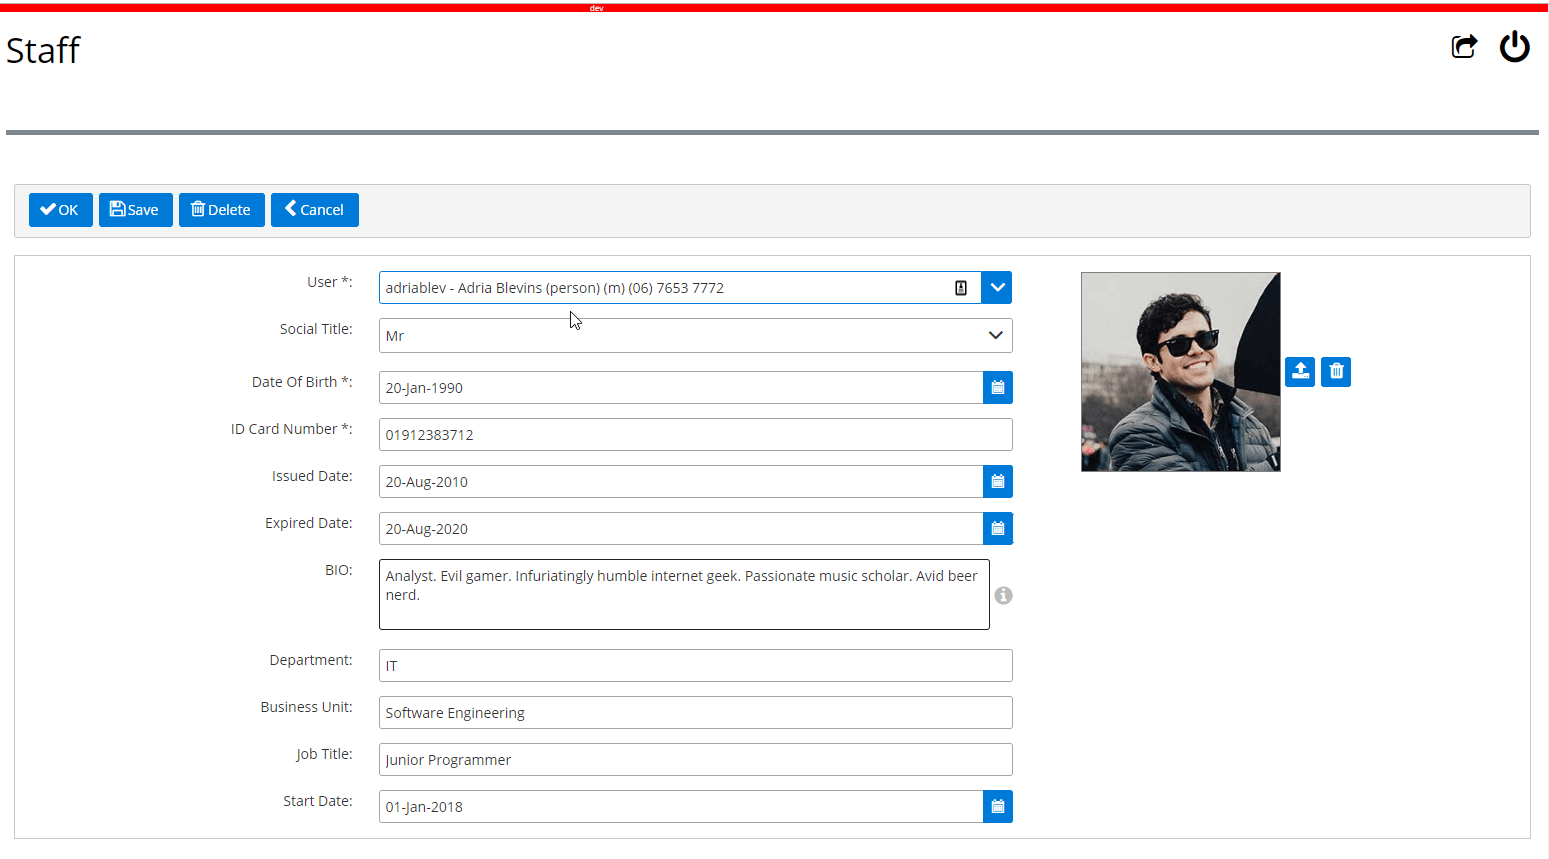 dev
Staff
OK Save Delete Cancel
User *: adriablev - Adria Blevins (person) (m) (06) 7653 7772
Social Title: Mr
Date Of Birth *: 20-Jan-1990
ID Card Number *: 01912383712
Issued Date: 20-Aug-2010
Expired Date: 20-Aug-2020
BIO: Analyst. Evil gamer. Infuriatingly humble internet geek. Passionate music scholar. Avid beer
nerd.
Department: IT
Business Unit: Software Engineering
Job Title: Junior Programmer
Start Date: 01-Jan-2018